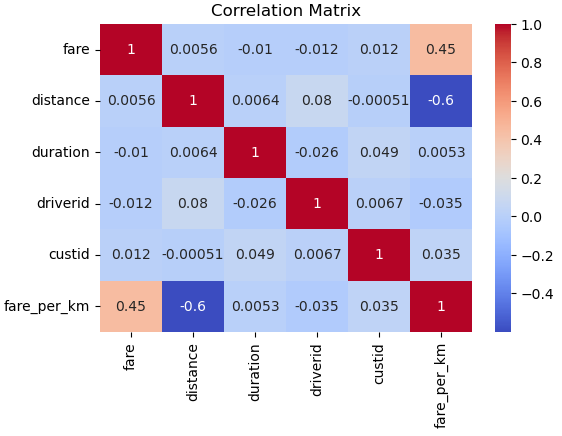 Correlation Matrix
fare 1 0.0056 -0.01 -0.012 0.012 0.45
distance 0.0056 1 0.0064 0.08 -0.00051 -0.6
duration -0.01 0.0064 1 -0.026 0.049 0.0053
driverid -0.012 0.08 -0.026 1 0.0067 -0.035
custid 0.012 -0.00051 0.049 0.0067 1 0.035
fare_per_km 0.45 -0.6 0.0053 -0.035 0.035 1
fare distance duration driverid custid fare_per_km
1.0
0.8
0.6
0.4
0.2
0.0
−0.2
−0.4